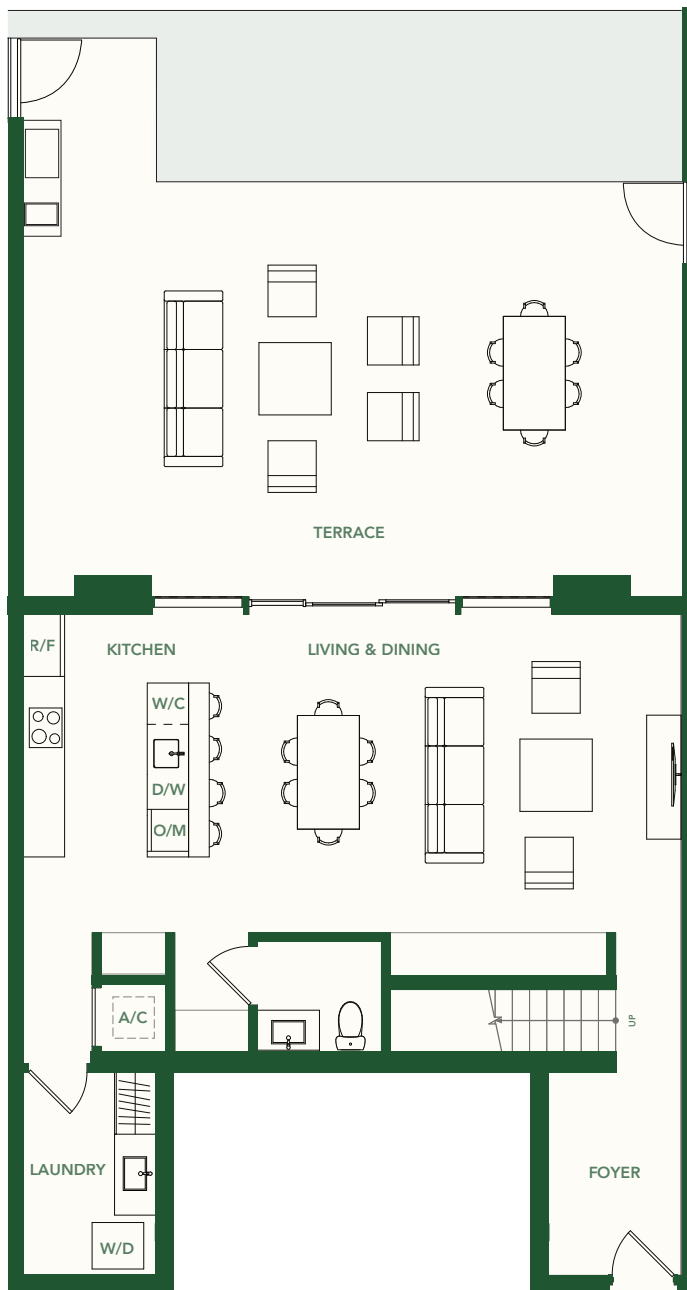 TERRACE
R/F
KITCHEN
LIVING & DINING
W/C
D/W
O/M
A/C
UP
LAUNDRY
FOYER
W/D